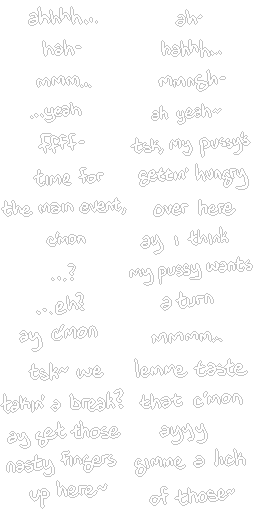 ahhhh...
hah-
mmm...
...yeah
ffff-
time for
the main event,
c'mon
...?
...eh?
ay c'mon
tsk~ we
takin' a break?
ay get those
nasty fingers
up here~
ah-
hahhh...
mmmgh-
ah yeah~
tsk, my pussy's
gettin' hungry
over here
ay i think
my pussy wants
a turn
mmmm...
lemme taste
that c'mon
ayyy
gimme a lick
of those~